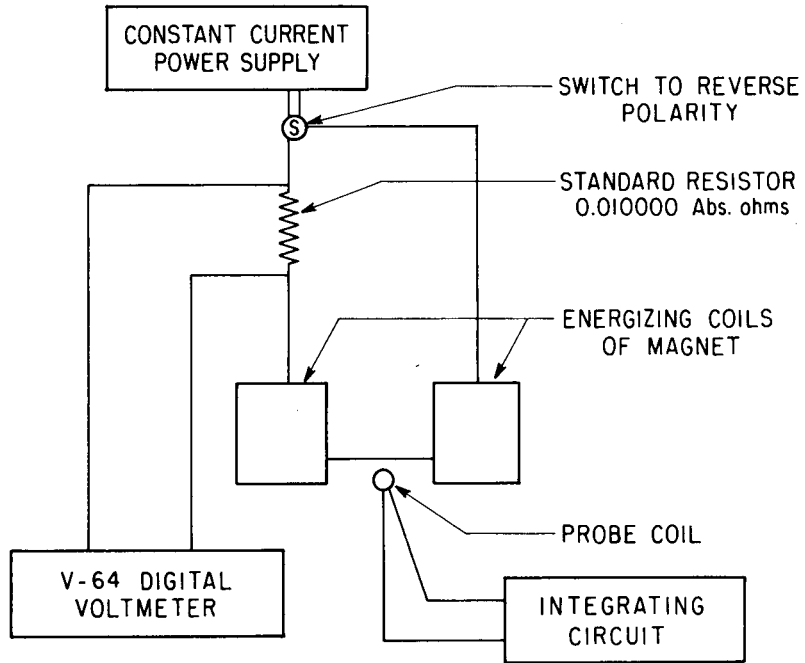 CONSTANT CURRENT
POWER SUPPLY
S
SWITCH TO REVERSE
POLARITY
STANDARD RESISTOR
0.010000 Abs. ohms
ENERGIZING COILS
OF MAGNET
PROBE COIL
V-64 DIGITAL
VOLTMETER
INTEGRATING
CIRCUIT